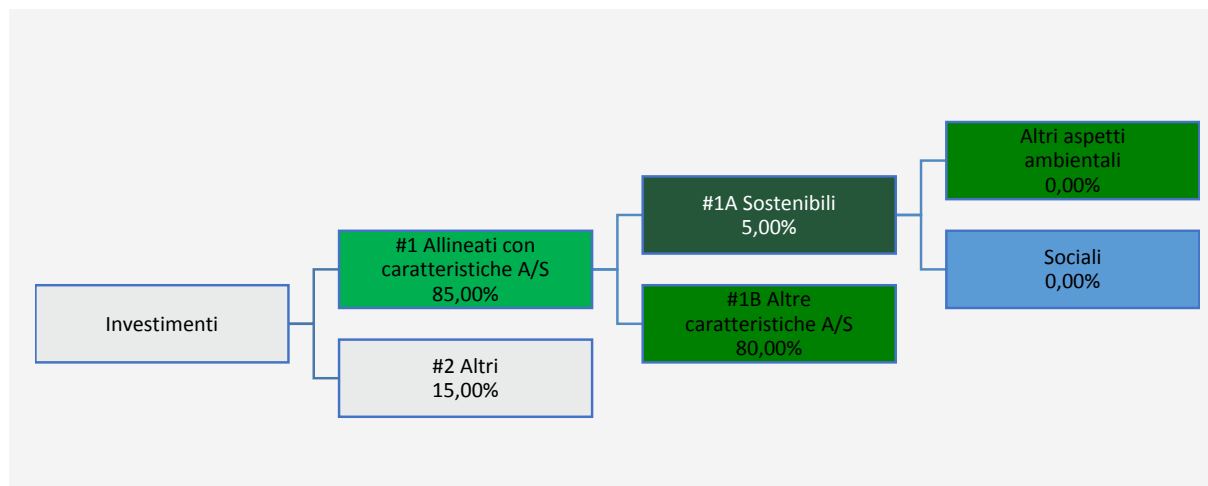 Investimenti
#1 Allineati con
caratteristiche A/S
85,00%
#2 Altri
15,00%
#1A Sostenibili
5,00%
#1B Altre
caratteristiche A/S
80,00%
Altri aspetti
ambientali
0,00%
Sociali
0,00%